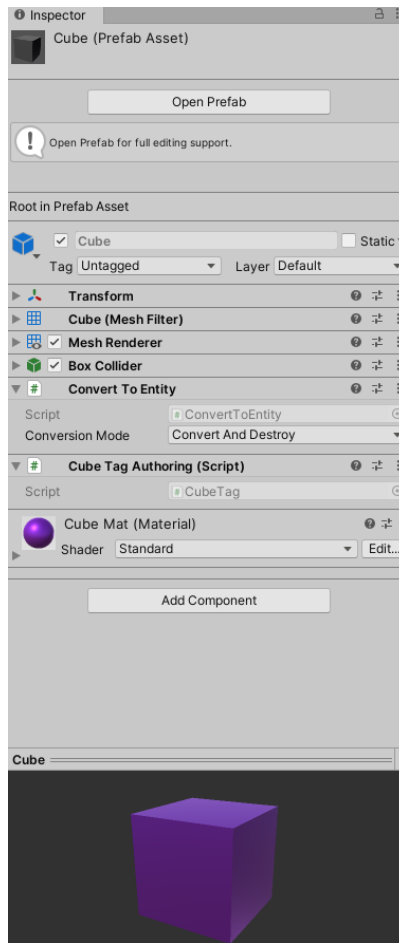 Inspector
Cube (Prefab Asset)
Open Prefab
Open Prefab for full editing support.
Root in Prefab Asset
Cube Static
Tag Untagged Layer Default
Transform
Cube (Mesh Filter)
Mesh Renderer
Box Collider
# Convert To Entity
Script # ConvertToEntity
Conversion Mode Convert And Destroy
# Cube Tag Authoring (Script)
Script # CubeTag
Cube Mat (Material)
Shader Standard Edit...
Add Component
Cube